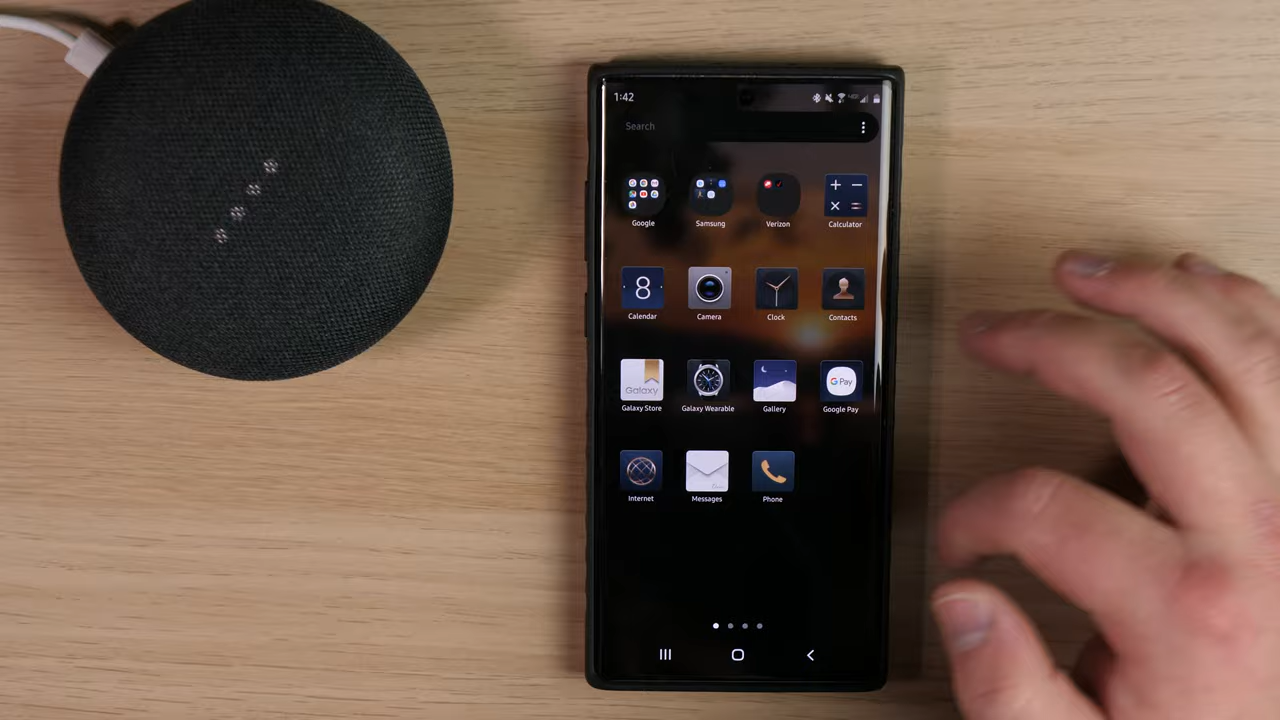 1:42
Search
Google Samsung Verizon Calculator
8
Calendar Camera Clock Contacts
Galaxy
G Pay
Galaxy Store Galaxy Wearable Gallery Google Pay
Internet Messages Phone